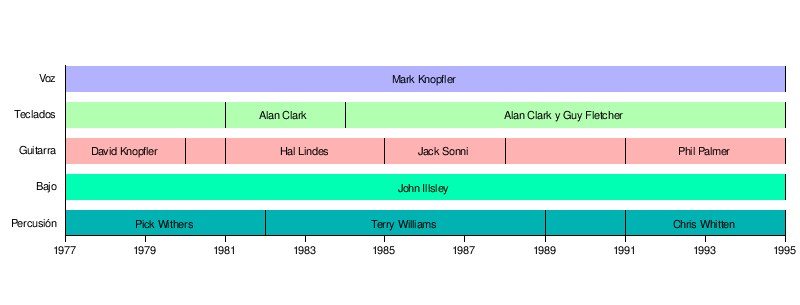 Voz
Mark Knopfler
Teclados
Alan Clark
Alan Clark y Guy Fletcher
Guitarra
David Knopfler
Hal Lindes
Jack Sonni
Phil Palmer
Bajo
John Illsley
Percusión
Pick Withers
Terry Williams
Chris Whitten
1977 1979 1981 1983 1985 1987 1989 1991 1993 1995